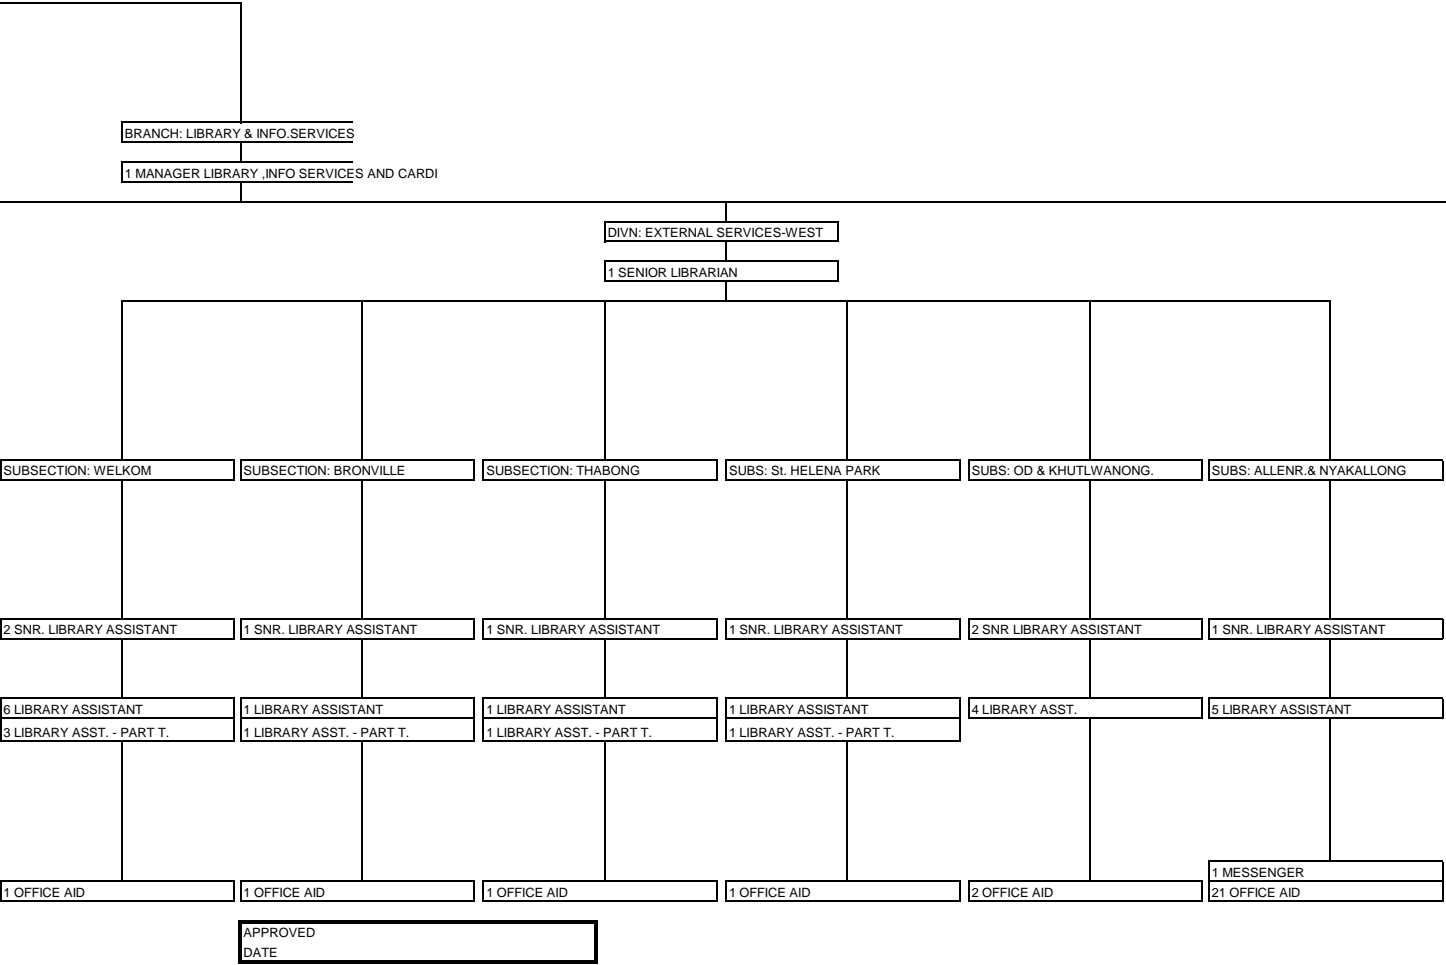 BRANCH: LIBRARY & INFO.SERVICES
1 MANAGER LIBRARY ,INFO SERVICES AND CARDI
DIVN: EXTERNAL SERVICES-WEST
1 SENIOR LIBRARIAN
SUBSECTION: WELKOM
SUBSECTION: BRONVILLE
SUBSECTION: THABONG
SUBS: St. HELENA PARK
SUBS: OD & KHUTLWANONG.
SUBS: ALLENR.& NYAKALLONG
2 SNR. LIBRARY ASSISTANT
1 SNR. LIBRARY ASSISTANT
1 SNR. LIBRARY ASSISTANT
1 SNR. LIBRARY ASSISTANT
2 SNR LIBRARY ASSISTANT
1 SNR. LIBRARY ASSISTANT
6 LIBRARY ASSISTANT
1 LIBRARY ASSISTANT
1 LIBRARY ASSISTANT
1 LIBRARY ASSISTANT
4 LIBRARY ASST.
5 LIBRARY ASSISTANT
3 LIBRARY ASST. - PART T.
1 LIBRARY ASST. - PART T.
1 LIBRARY ASST. - PART T.
1 LIBRARY ASST. - PART T.
1 MESSENGER
1 OFFICE AID
1 OFFICE AID
1 OFFICE AID
1 OFFICE AID
2 OFFICE AID
21 OFFICE AID
APPROVED
DATE